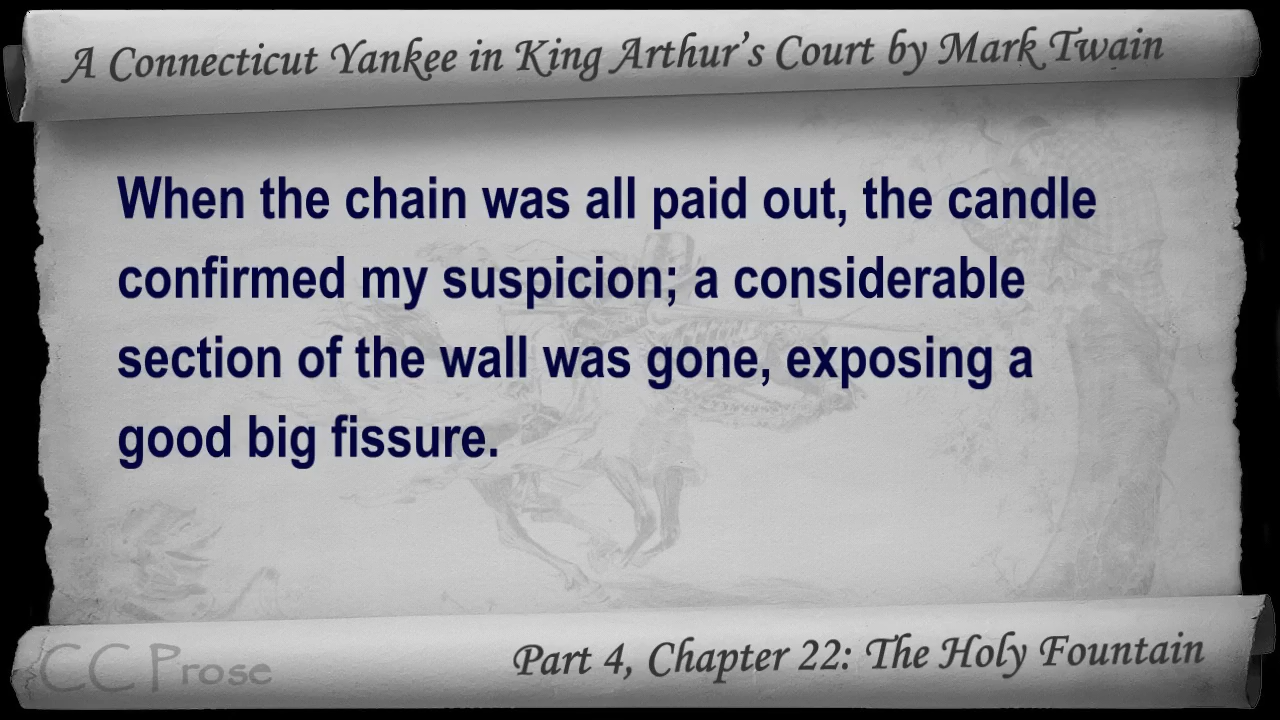 A Connecticut Yankee in King Arthur's Court by Mark Twain
When the chain was all paid out, the candle
confirmed my suspicion; a considerable
section of the wall was gone, exposing a
good big fissure.
CC Prose
Part 4, Chapter 22: The Holy Fountain